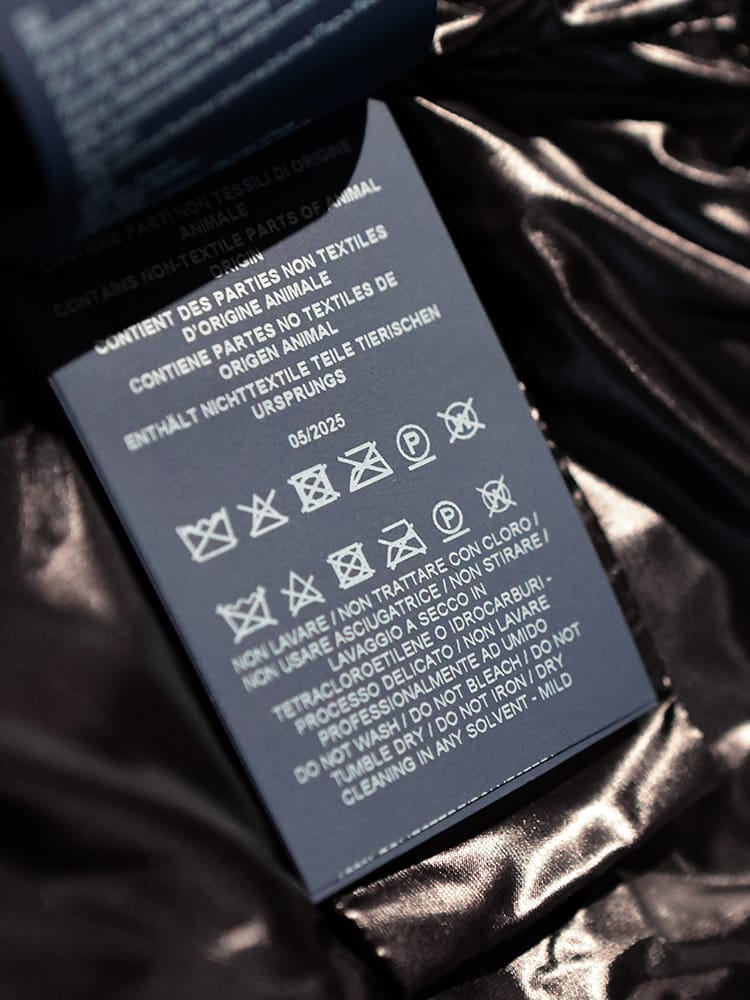 CONTIENE PARTI NON TESSILI DI ORIGINE
ANIMALE
CONTAINS NON-TEXTILE PARTS OF ANIMAL
ORIGIN
CONTIENT DES PARTIES NON TEXTILES
D'ORIGINE ANIMALE
CONTIENE PARTES NO TEXTILES DE
ORIGEN ANIMAL
ENTHÄLT NICHTTEXTILE TEILE TIERISCHEN
URSPRUNGS
05/2025
P W
P W
NON LAVARE / NON TRATTARE CON CLORO /
NON USARE ASCIUGATRICE / NON STIRARE /
LAVAGGIO A SECCO IN
TETRACLOROETILENE O IDROCARBURI -
PROCESSO DELICATO / NON LAVARE
PROFESSIONALMENTE AD UMIDO
DO NOT WASH / DO NOT BLEACH / DO NOT
TUMBLE DRY / DO NOT IRON / DRY
CLEANING IN ANY SOLVENT - MILD